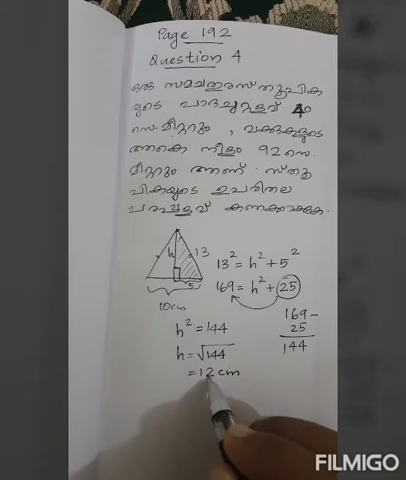 Page 192
Question 4
ഒരു സമചതുരസ്തൂപിക
യുടെ പാദചുറ്റളവ് 40
സെ.മീറ്ററും , വക്കുകളുടെ
ആകെ നീളം 92 സെ.
മീറ്ററും ആണ് . സ്തൂ
പികയുടെ ഉപരിതല
പരപ്പളവ് കണക്കാക്കുക.
h 13
5
10cm
13² = h² + 5²
169 = h² + 25
h² = 144
h = √144
= 12 cm
169 -
25
144
FILMIGO